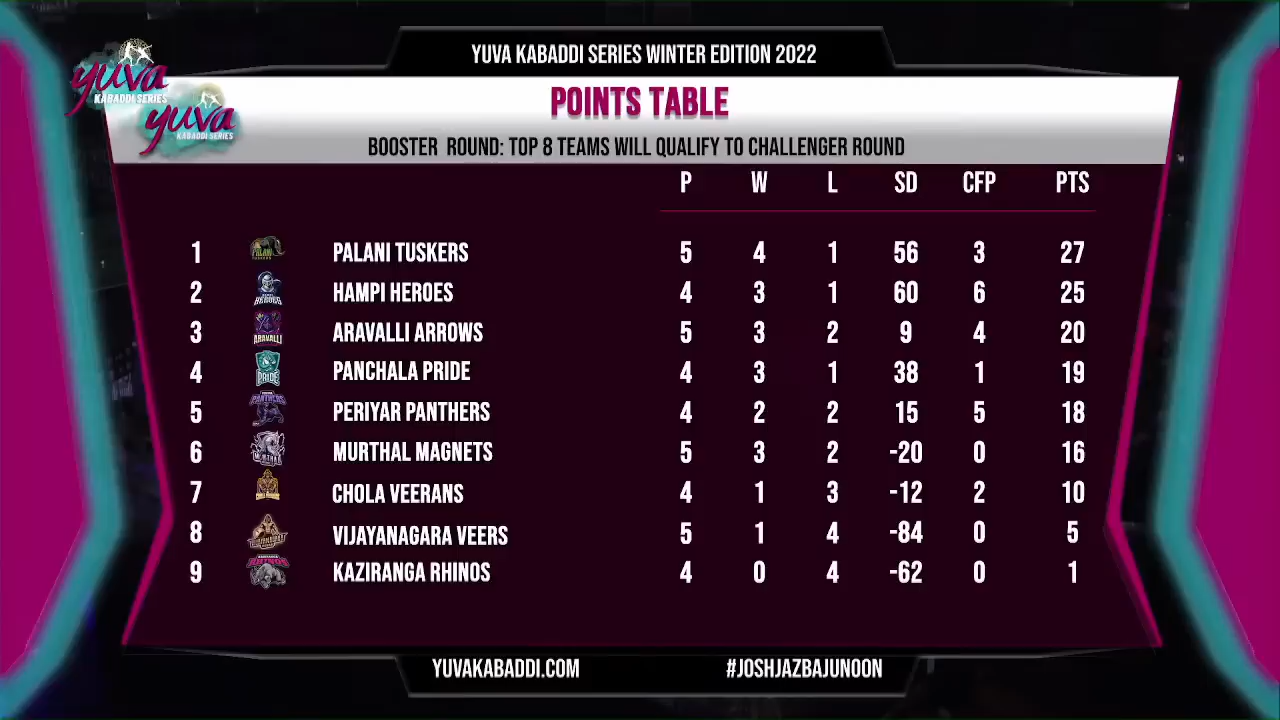 YUVA KABADDI SERIES WINTER EDITION 2022
yuva
KABADDI SERIES
yuva
KABADDI SERIES
POINTS TABLE
BOOSTER ROUND: TOP 8 TEAMS WILL QUALIFY TO CHALLENGER ROUND
P W L SD CFP PTS
1 PALANI TUSKERS 5 4 1 56 3 27
2 HAMPI HEROES 4 3 1 60 6 25
3 ARAVALLI ARAVALLI ARROWS 5 3 2 9 4 20
4 PRIDE PANCHALA PRIDE 4 3 1 38 1 19
5 PANTHERS PERIYAR PANTHERS 4 2 2 15 5 18
6 MURTHAL MAGNETS 5 3 2 -20 0 16
7 CHOLA VEERANS 4 1 3 -12 2 10
8 VIJAYANAGARA VEERS 5 1 4 -84 0 5
9 RHINOS KAZIRANGA RHINOS 4 0 4 -62 0 1
YUVAKABADDI.COM #JOSHJAZBAJUNOON